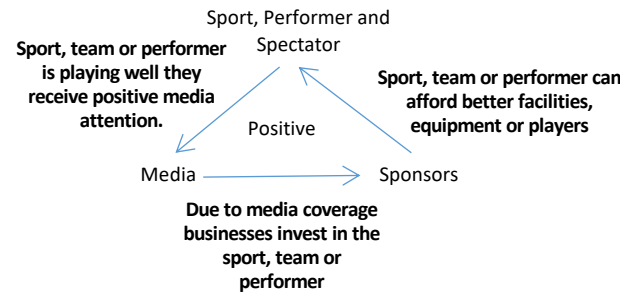 Sport, Performer and
Spectator
Sport, team or performer
is playing well they
receive positive media
attention.
Sport, team or performer can
afford better facilities,
equipment or players
Positive
Media
Sponsors
Due to media coverage
businesses invest in the
sport, team or
performer